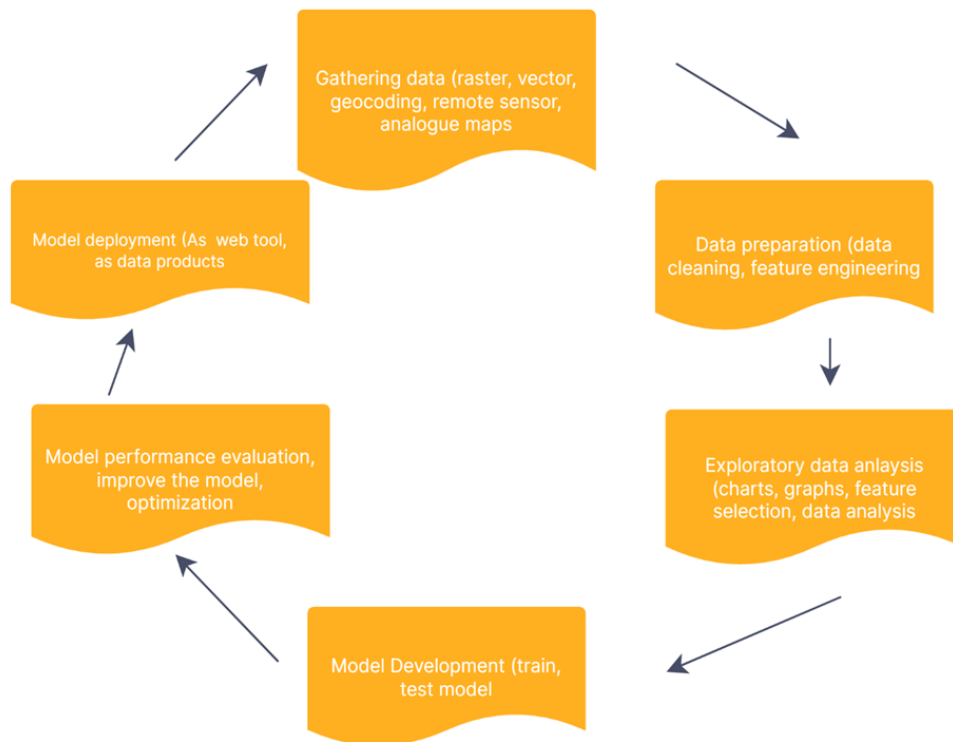 Gathering data (raster, vector,
geocoding, remote sensor,
analogue maps
Data preparation (data
cleaning, feature engineering
Exploratory data anlaysis
(charts, graphs, feature
selection, data analysis
Model Development (train,
test model
Model performance evaluation,
improve the model,
optimization
Model deployment (As web tool,
as data products